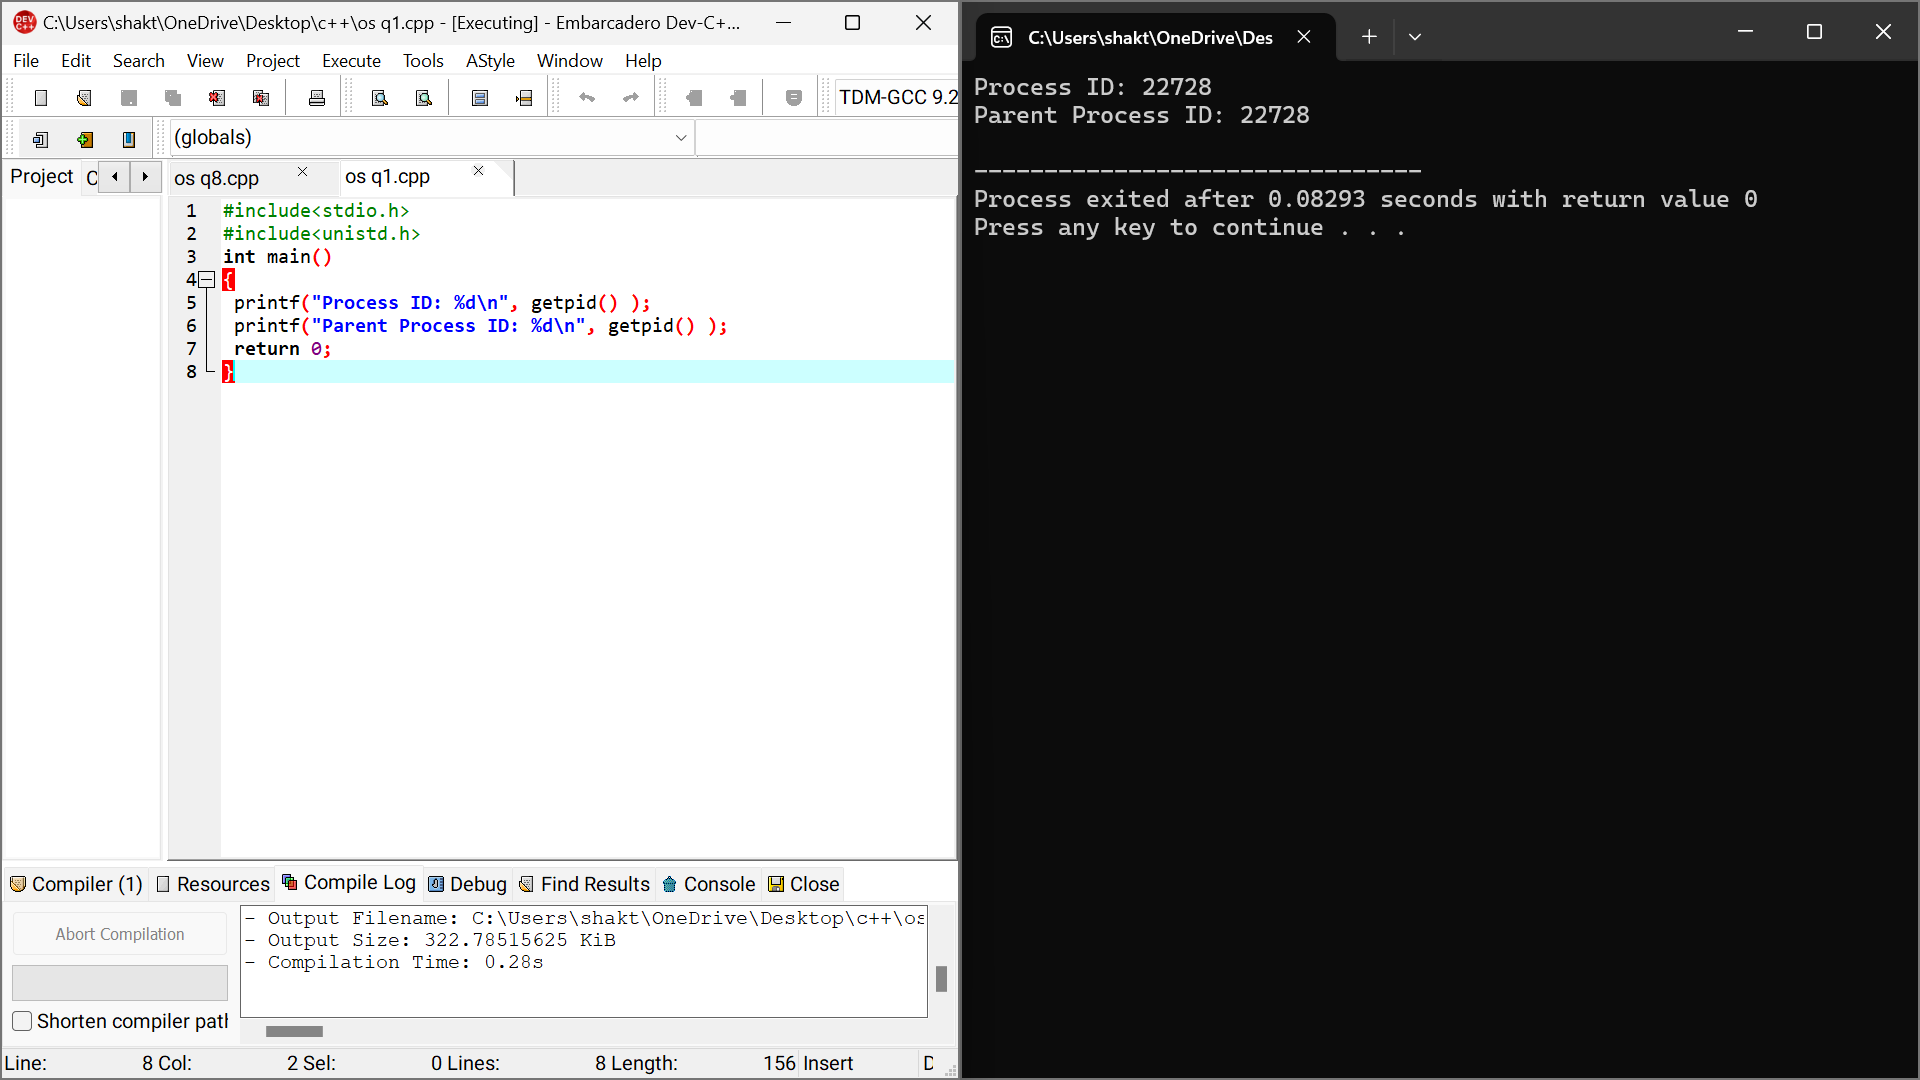 C:\Users\shakt\OneDrive\Desktop\c++\os q1.cpp - [Executing] - Embarcadero Dev-C+...
File Edit Search View Project Execute Tools AStyle Window Help
TDM-GCC 9.2
(globals)
Project C
os q8.cpp
os q1.cpp
1 #include<stdio.h>
2 #include<unistd.h>
3 int main()
4 {
5 printf("Process ID: %d\n", getpid() );
6 printf("Parent Process ID: %d\n", getpid() );
7 return 0;
8 }
Compiler (1) Resources Compile Log Debug Find Results Console Close
Abort Compilation
Shorten compiler path
- Output Filename: C:\Users\shakt\OneDrive\Desktop\c++\os
- Output Size: 322.78515625 KiB
- Compilation Time: 0.28s
Line: 8 Col: 2 Sel: 0 Lines: 8 Length: 156 Insert D
C:\Users\shakt\OneDrive\Des
Process ID: 22728
Parent Process ID: 22728
--------------------------------
Process exited after 0.08293 seconds with return value 0
Press any key to continue . . .